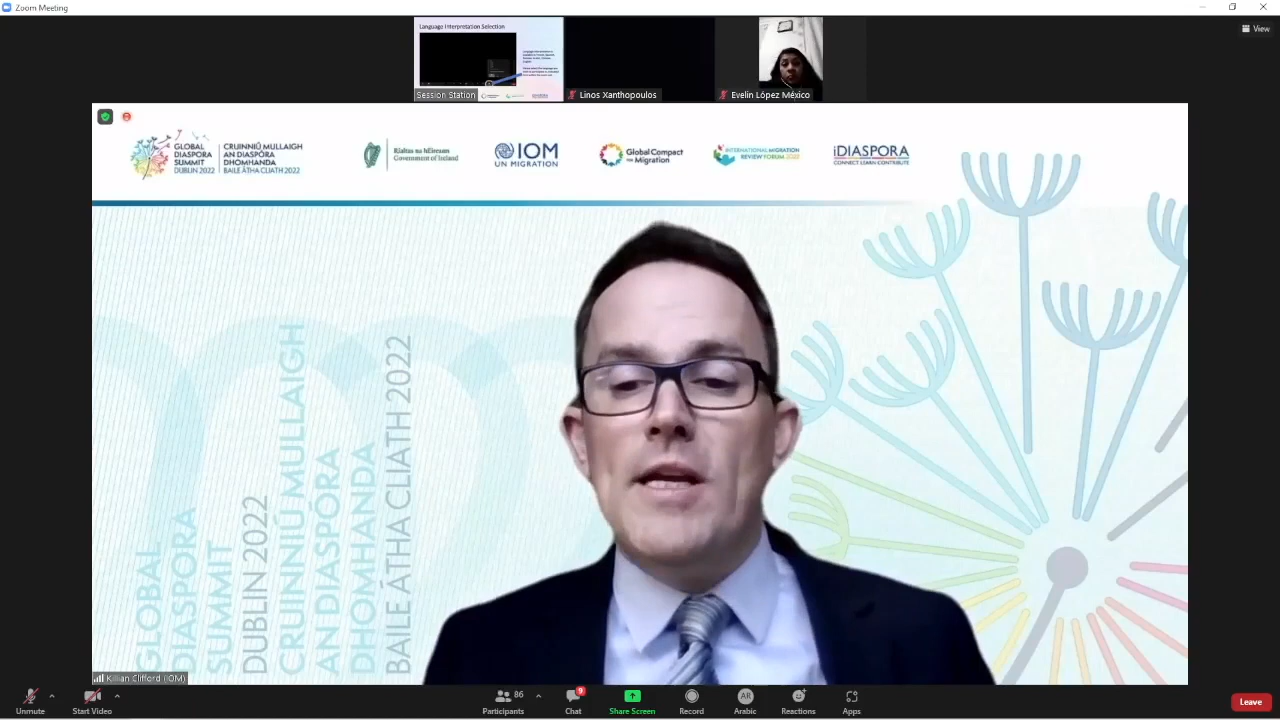 Zoom Meeting
View
Language Interpretation Selection
Session Station
Linos Xanthopoulos
Evelin López México
GLOBAL
DIASPORA
SUMMIT
DUBLIN 2022
CRUINNIÚ MULLAIGH
AN DIASPÓRA
DHOMHANDA
BAILE ÁTHA CLIATH 2022
Rialtas na hÉireann
Government of Ireland
IOM
UN MIGRATION
Global Compact
for Migration
INTERNATIONAL MIGRATION
REVIEW FORUM 2022
iDIASPORA
CONNECT LEARN CONTRIBUTE
GLOBAL
DIASPORA
SUMMIT
DUBLIN 2022
CRUINNIÚ MULLAIGH
AN DIASPÓRA
DHOMHANDA
BAILE ÁTHA CLIATH 2022
Killian Clifford (IOM)
Unmute
Start Video
86
Participants
9
Chat
Share Screen
Record
AR
Arabic
Reactions
Apps
Leave